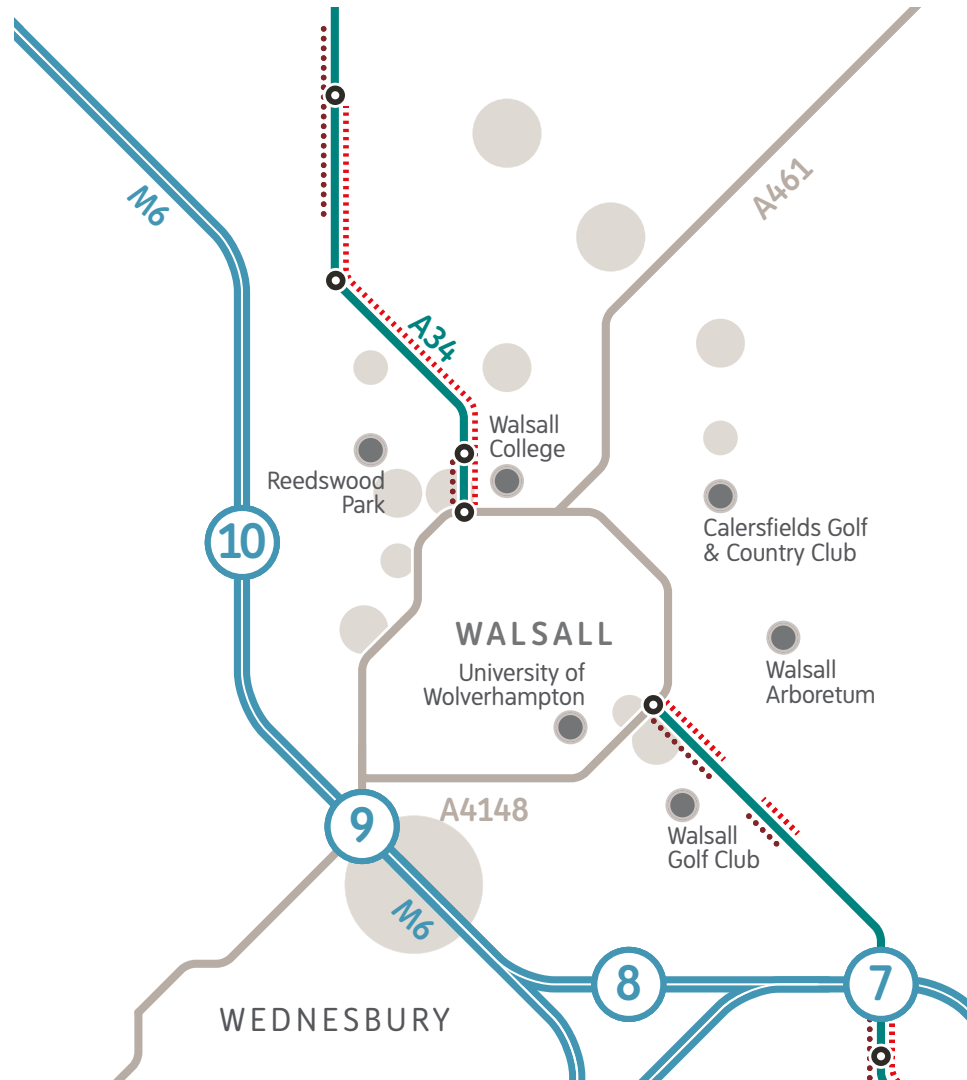 M6
A461
A34
Walsall
College
Reedswood
Park
10
Calersfields Golf
& Country Club
WALSALL
University of
Wolverhampton
Walsall
Arboretum
A4148
9
Walsall
Golf Club
M6
8
7
WEDNESBURY